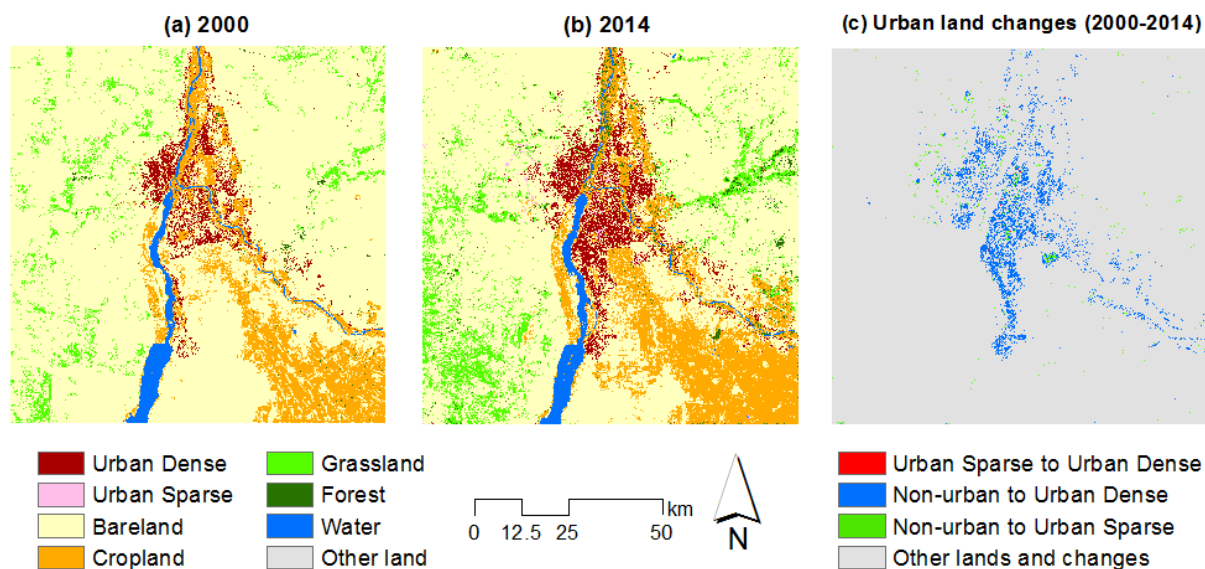 (a) 2000
(b) 2014
(c) Urban land changes (2000-2014)
Urban Dense
Urban Sparse
Bareland
Cropland
Grassland
Forest
Water
Other land
km
0 12.5 25 50
N
Urban Sparse to Urban Dense
Non-urban to Urban Dense
Non-urban to Urban Sparse
Other lands and changes